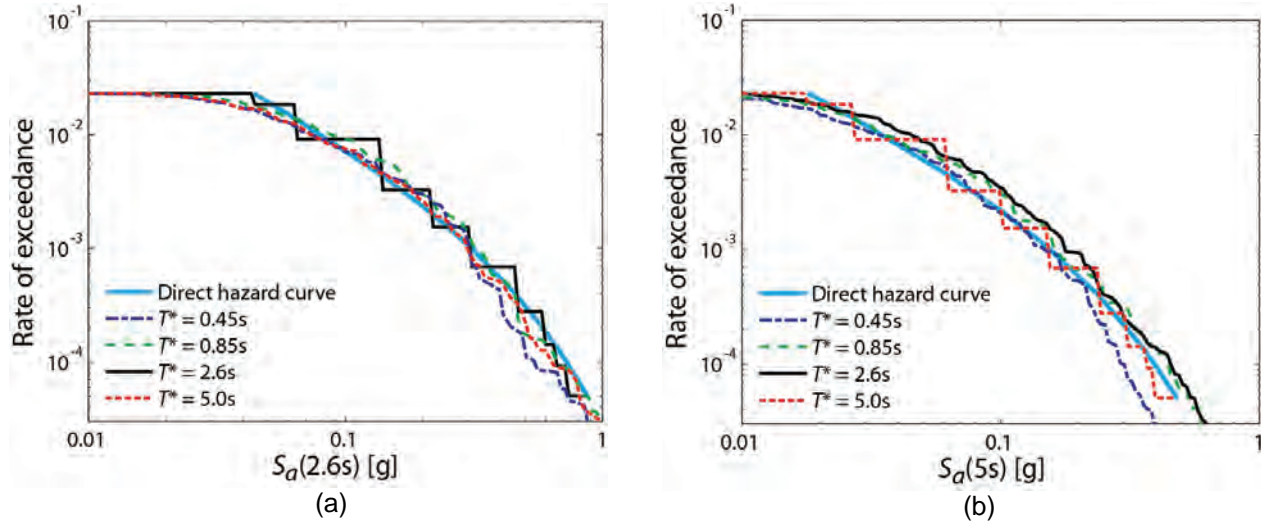 10⁻¹
10⁻²
10⁻³
10⁻⁴
Rate of exceedance
Direct hazard curve
T* = 0.45s
T* = 0.85s
T* = 2.6s
T* = 5.0s
0.01 0.1 1
Sa(2.6s) [g]
(a)
10⁻¹
10⁻²
10⁻³
10⁻⁴
Rate of exceedance
Direct hazard curve
T* = 0.45s
T* = 0.85s
T* = 2.6s
T* = 5.0s
0.01 0.1 1
Sa(5s) [g]
(b)